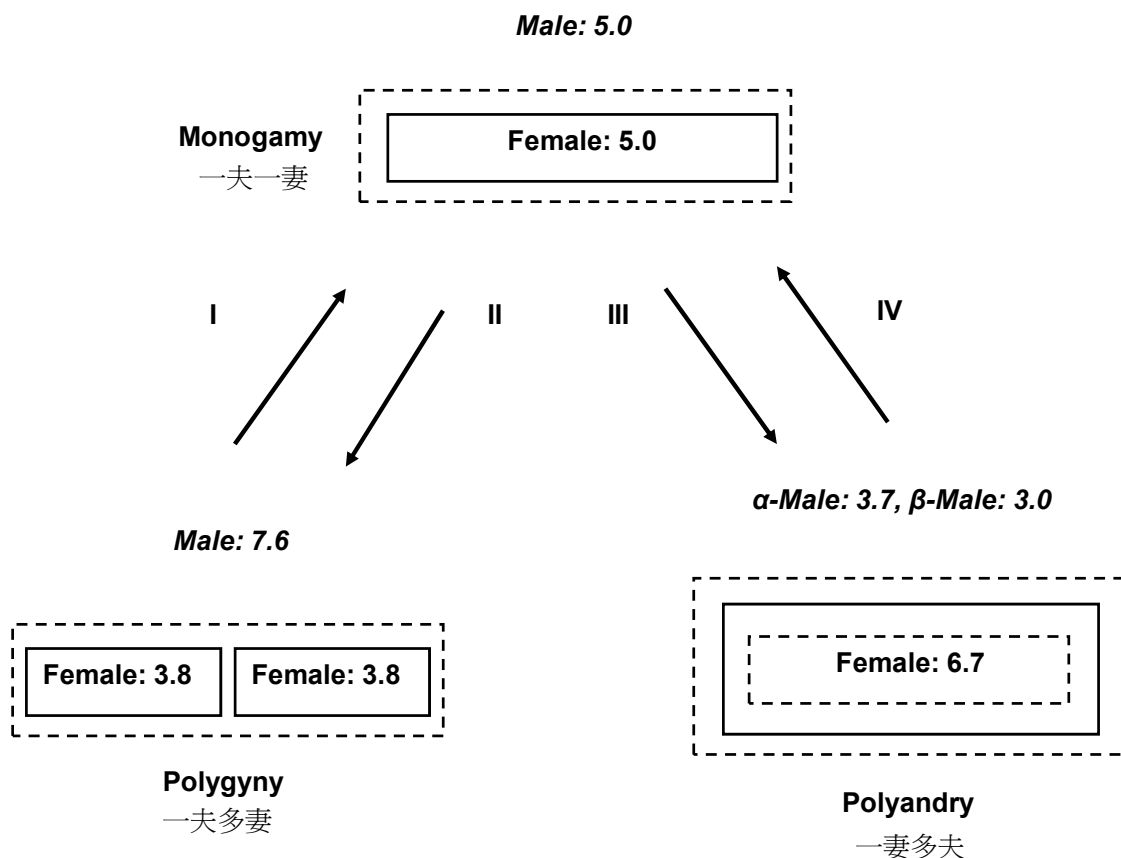 Male: 5.0
Monogamy
一夫一妻
Female: 5.0
I
II
III
IV
Male: 7.6
Female: 3.8
Female: 3.8
Polygyny
一夫多妻
α-Male: 3.7, β-Male: 3.0
Female: 6.7
Polyandry
一妻多夫